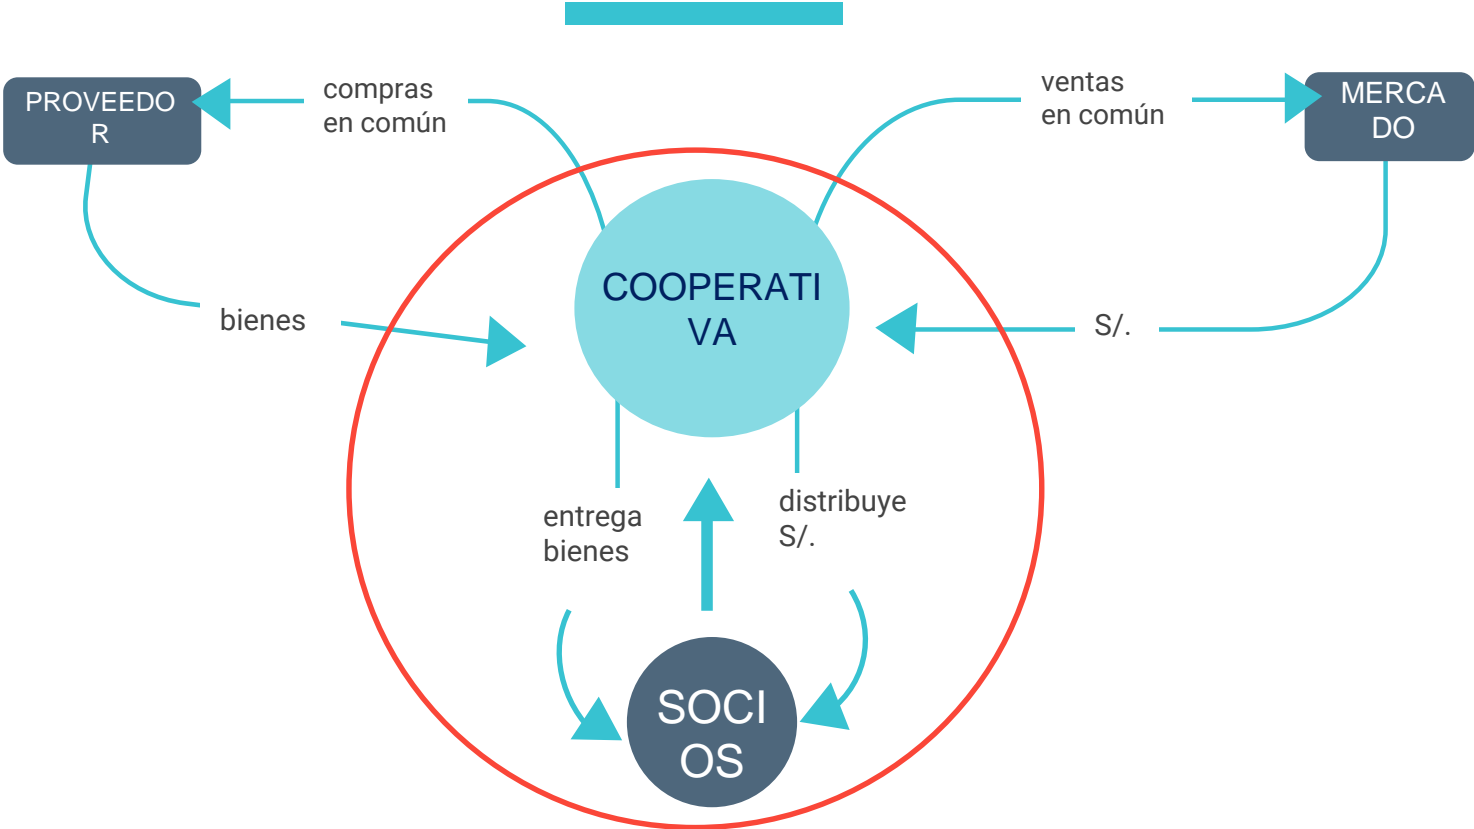 PROVEEDO
R
compras
en común
ventas
en común
MERCA
DO
COOPERATI
VA
bienes
S/.
entrega
bienes
distribuye
S/.
SOCI
OS